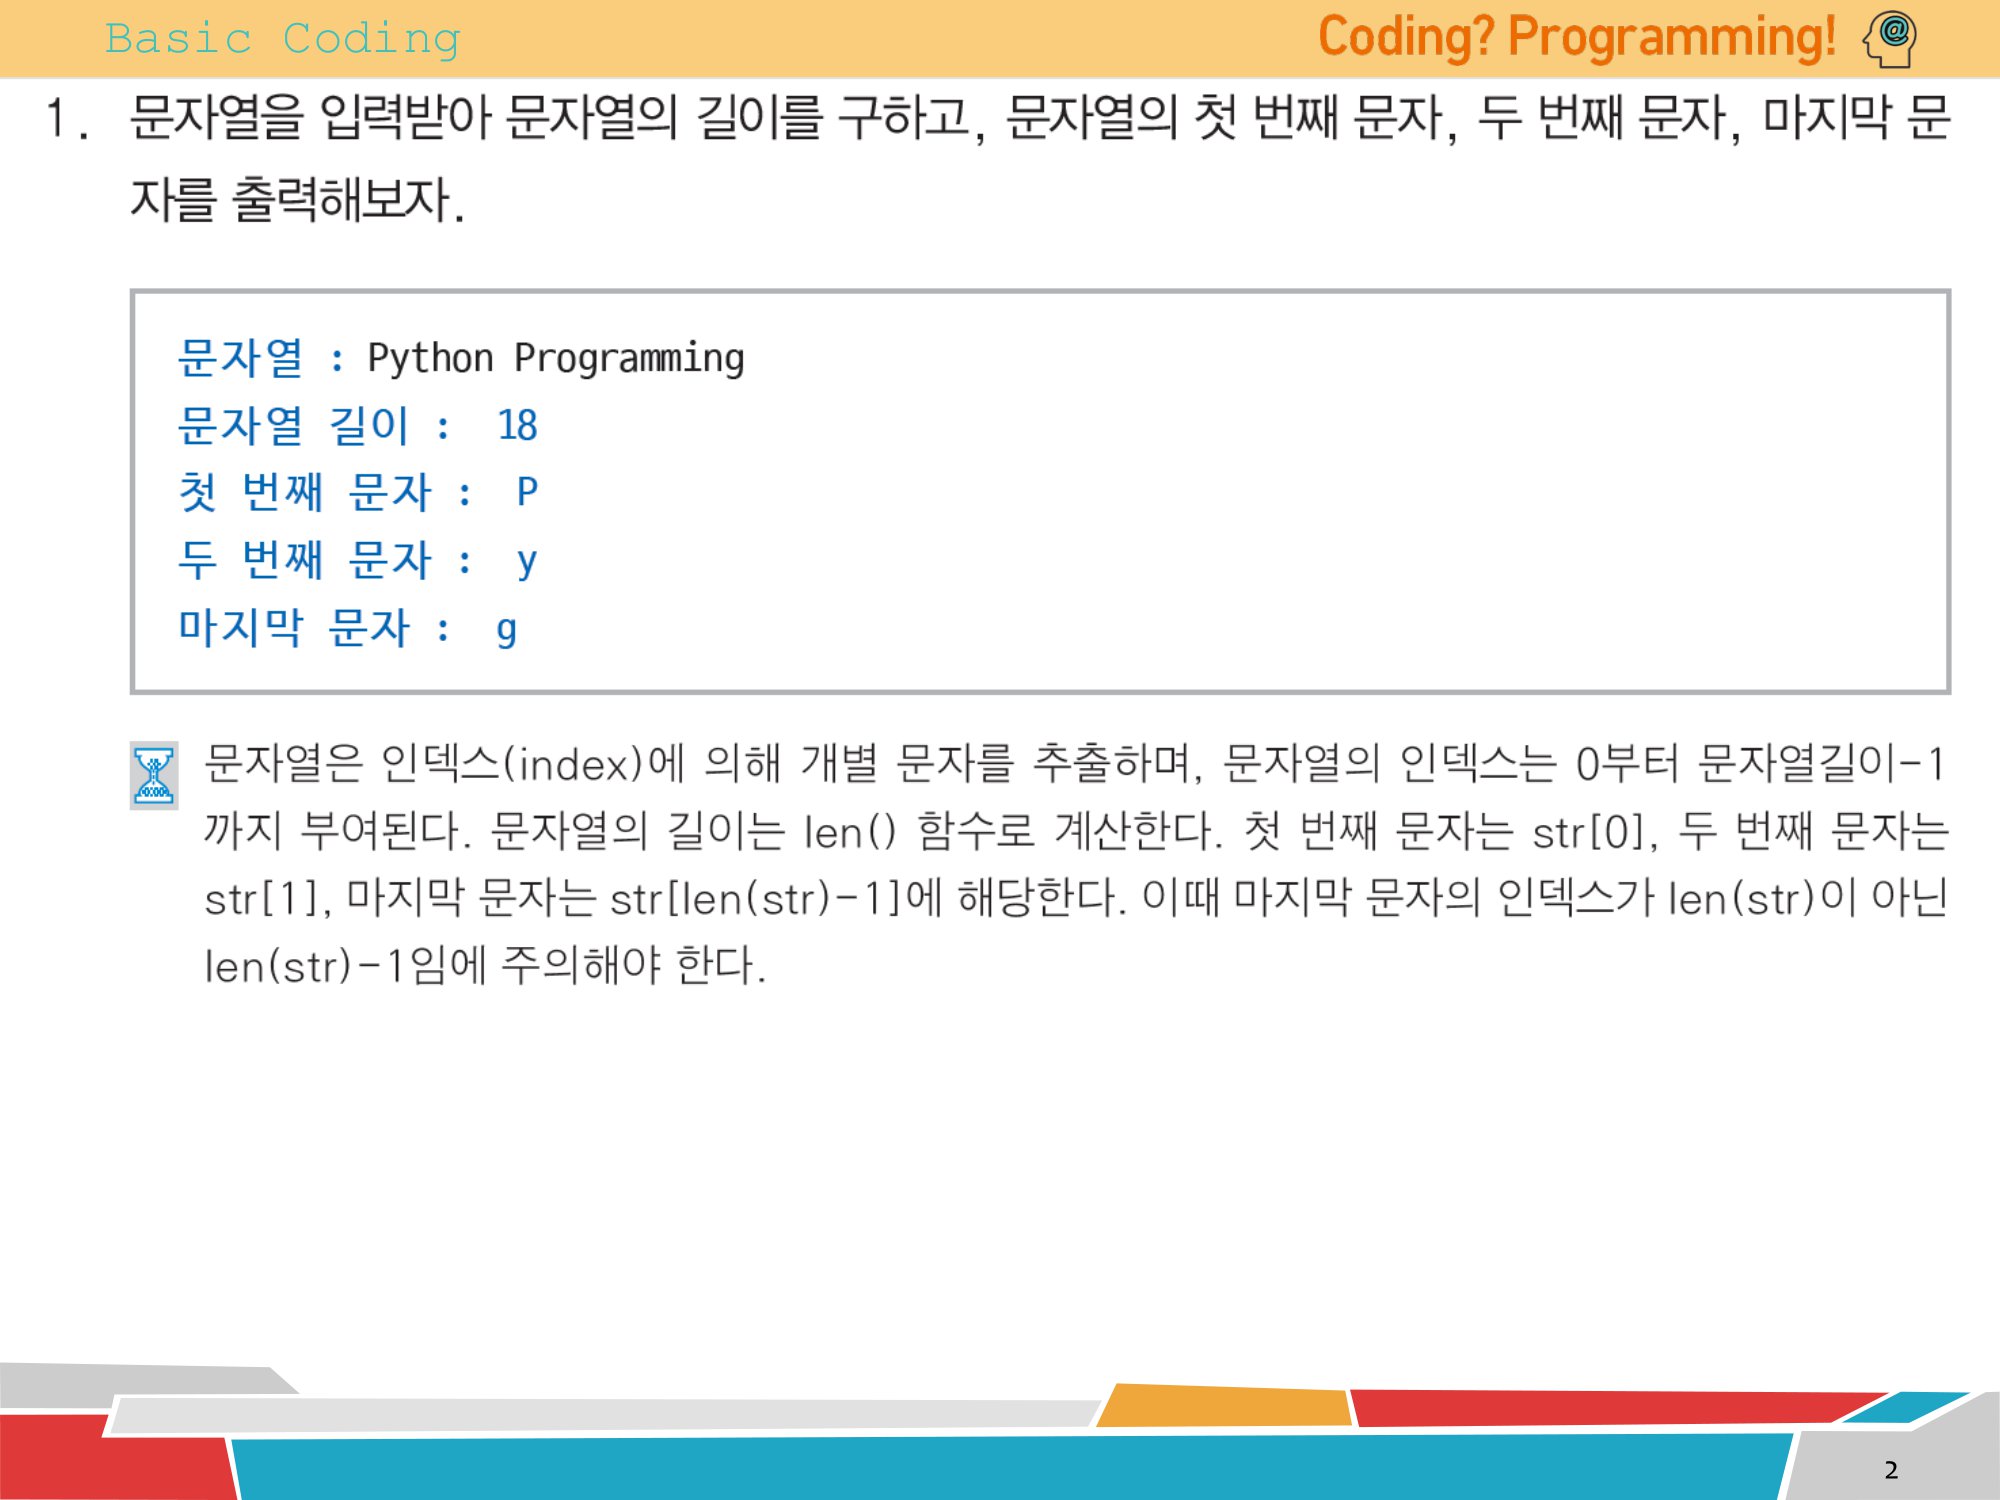 Basic Coding
Coding? Programming!
1. 문자열을 입력받아 문자열의 길이를 구하고, 문자열의 첫 번째 문자, 두 번째 문자, 마지막 문
자를 출력해보자.
문자열 : Python Programming
문자열 길이 : 18
첫 번째 문자 : P
두 번째 문자 : y
마지막 문자 : g
문자열은 인덱스(index)에 의해 개별 문자를 추출하며, 문자열의 인덱스는 0부터 문자열길이-1
까지 부여된다. 문자열의 길이는 len() 함수로 계산한다. 첫 번째 문자는 str[0], 두 번째 문자는
str[1], 마지막 문자는 str[len(str)-1]에 해당한다. 이때 마지막 문자의 인덱스가 len(str)이 아닌
len(str)-1임에 주의해야 한다.
2